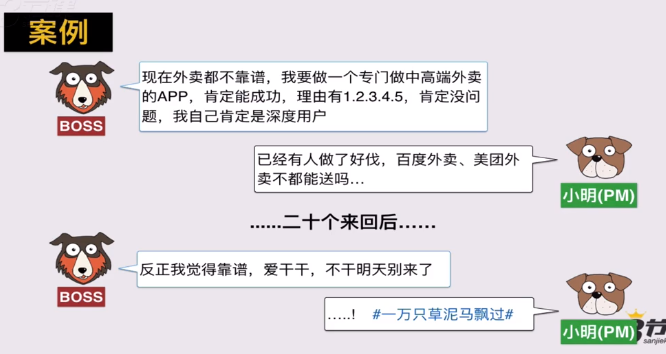 案例
现在外卖都不靠谱，我要做一个专门做中高端外卖
的APP，肯定能成功，理由有1.2.3.4.5，肯定没问
题，我自己肯定是深度用户
BOSS
已经有人做了好伐，百度外卖、美团外
卖不都能送吗...
小明(PM)
......二十个来回后......
反正我觉得靠谱，爱干干，不干明天别来了
BOSS
.....! #一万只草泥马飘过#
小明(PM)
节
sanjie